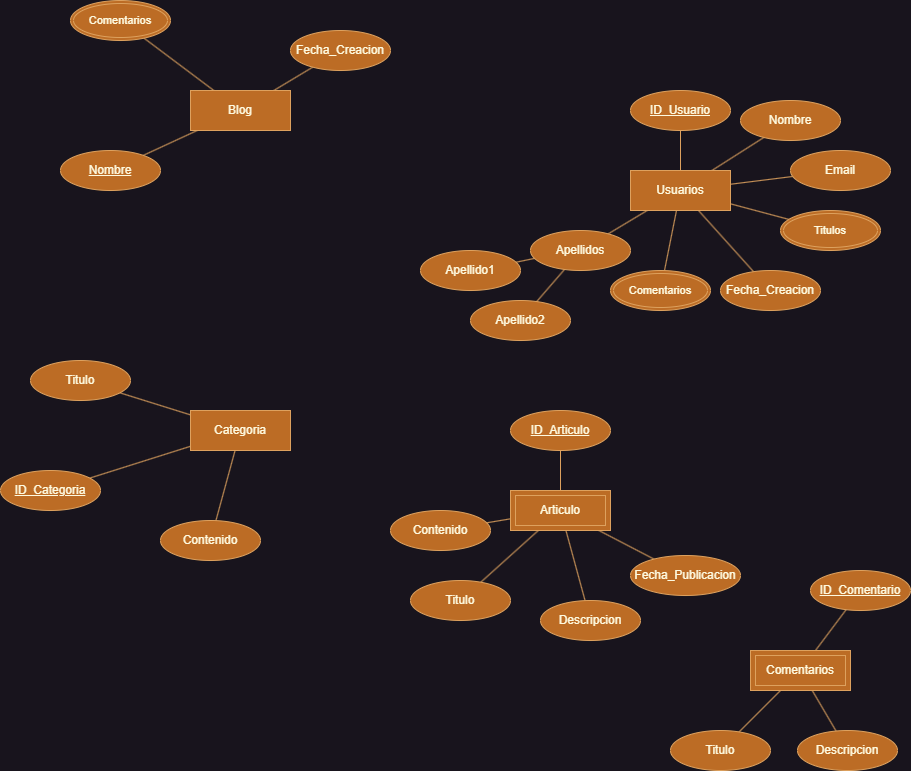 Comentarios
Fecha_Creacion
Blog
Nombre
ID_Usuario
Nombre
Email
Usuarios
Titulos
Apellidos
Apellido1
Comentarios
Fecha_Creacion
Apellido2
Titulo
Categoria
ID_Categoria
Contenido
ID_Articulo
Articulo
Contenido
Fecha_Publicacion
Titulo
Descripcion
ID_Comentario
Comentarios
Titulo
Descripcion